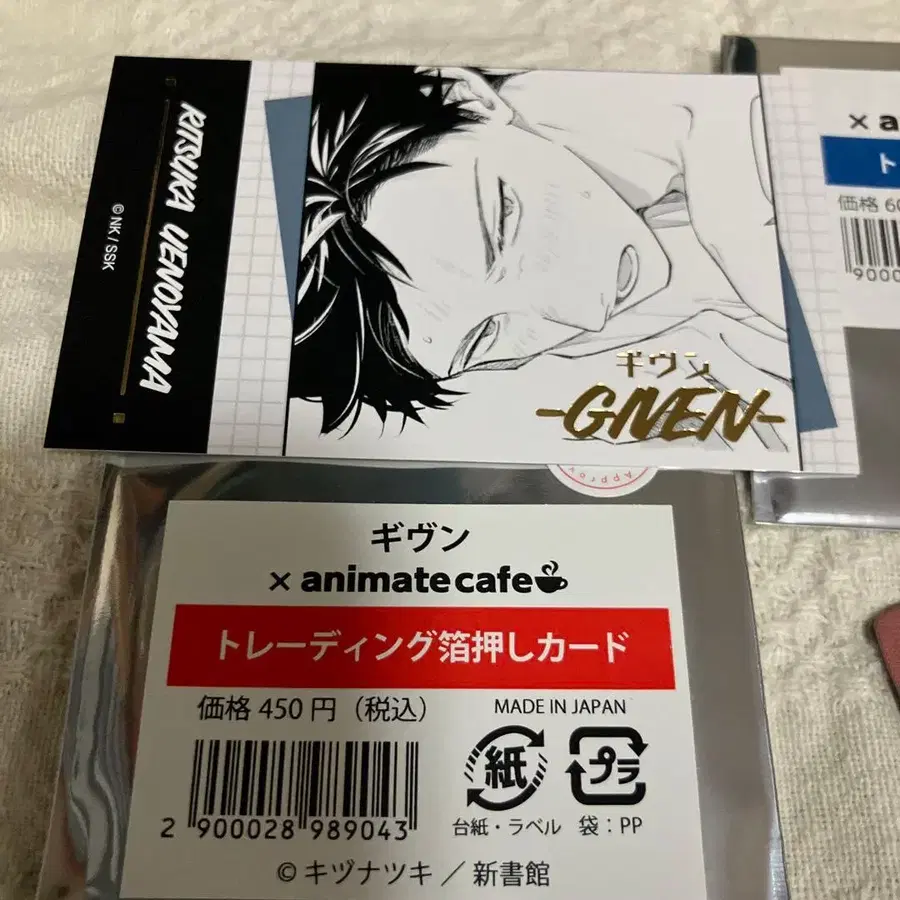 RITSUKA UENOYAMA
© NK / SSK
ギヴン
-GIVEN-
× a
ト
価格 60
900
Approv
ギヴン
× animate cafe
トレーディング箔押しカード
価格 450 円（税込）
MADE IN JAPAN
紙
プラ
台紙・ラベル
袋：PP
2 900028 989043
© キヅナツキ ／ 新書館